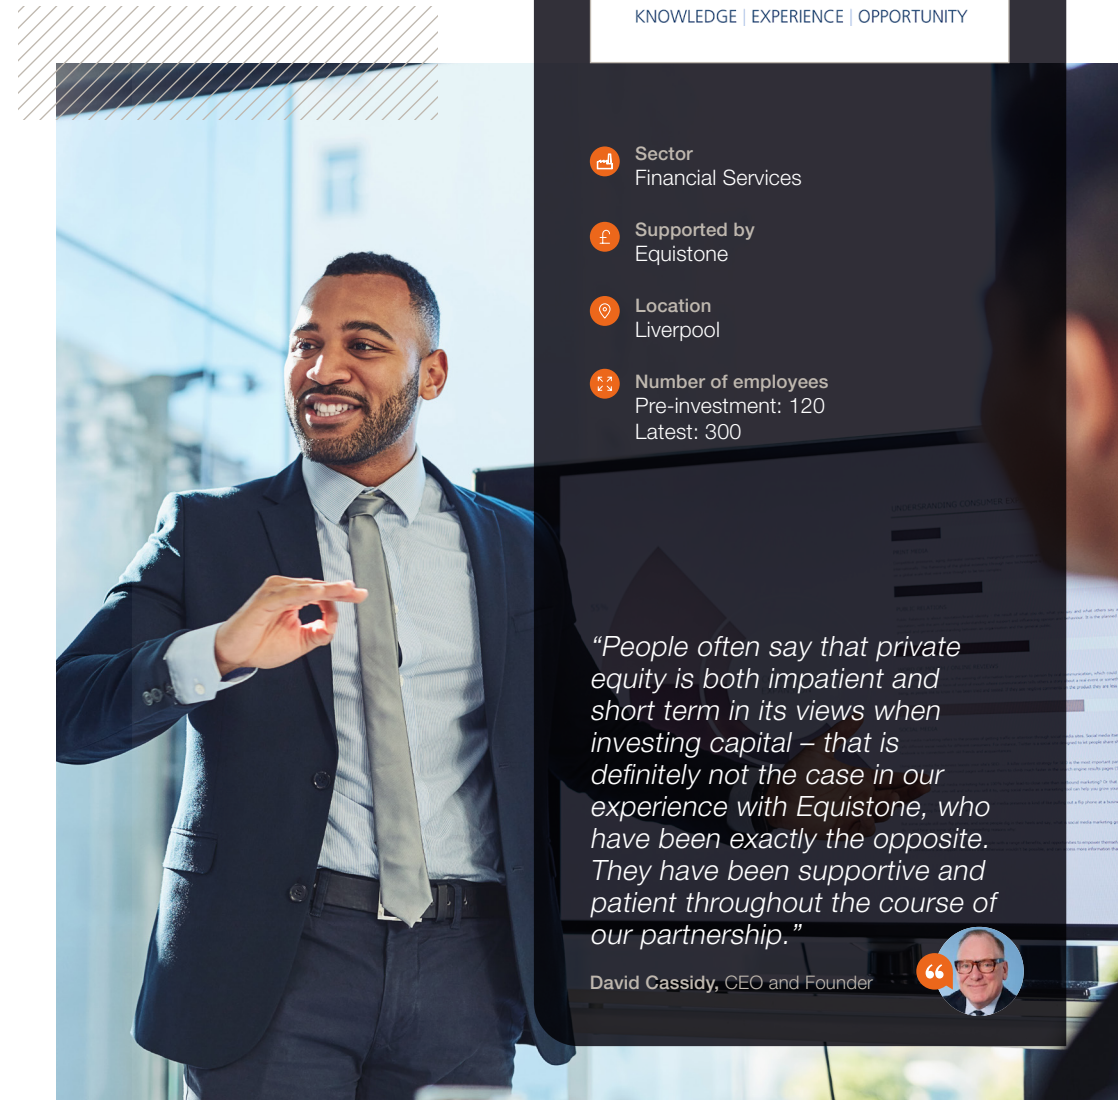 KNOWLEDGE | EXPERIENCE | OPPORTUNITY
Sector
Financial Services
Supported by
Equistone
Location
Liverpool
Number of employees
Pre-investment: 120
Latest: 300
UNDERSTANDING CONSUMER
“People often say that private
equity is both impatient and
short term in its views when
investing capital – that is
definitely not the case in our
experience with Equistone, who
have been exactly the opposite.
They have been supportive and
patient throughout the course of
our partnership.”
David Cassidy, CEO and Founder